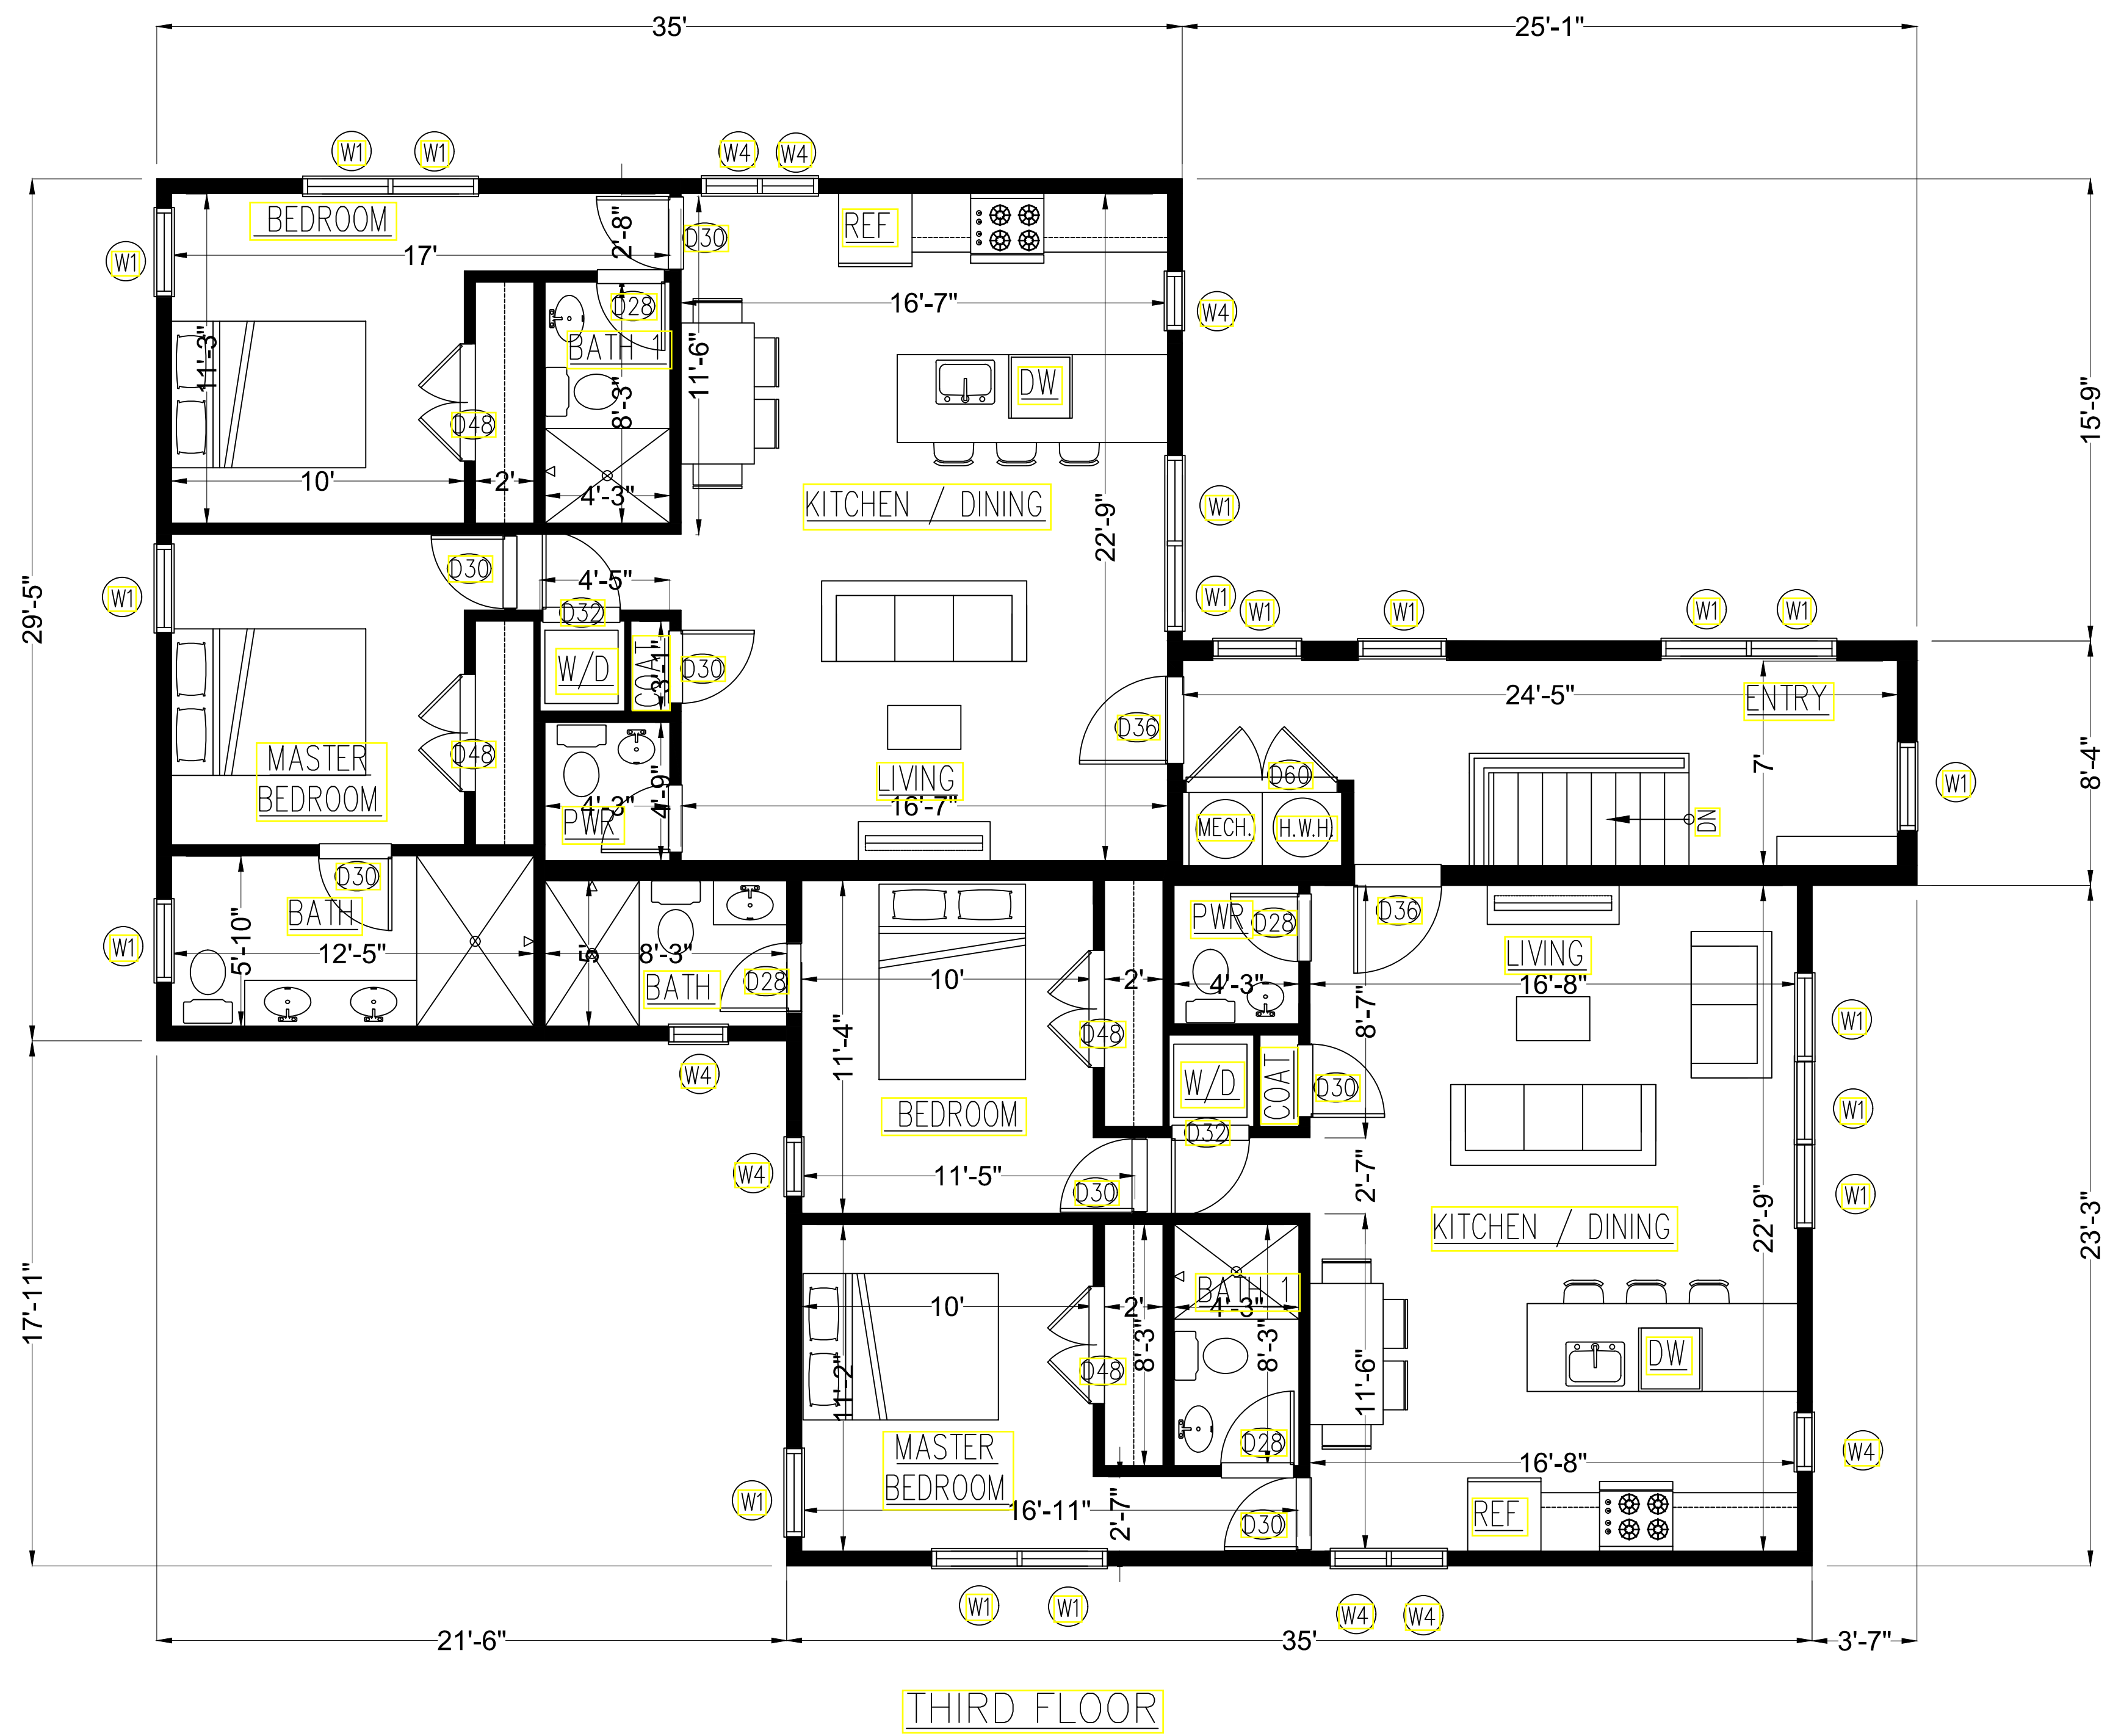 35'
25'-1"
W1
W1
W4
W4
BEDROOM
REF
D30
2'-8"
17'
W1
D28
16'-7"
W4
BATH 1
11'-3"
11'-6"
8'-3"
DW
15'-9"
D48
10'
2'
4'-3"
KITCHEN / DINING
W1
22'-9"
29'-5"
D30
4'-5"
D32
W1
W1
W1
W1
W1
W1
W/D
COAT
3'-1"
D30
24'-5"
ENTRY
D36
MASTER
BEDROOM
D48
LIVING
D60
7'
8'-4"
W1
4'-3"
4'-9"
PWR
16'-7"
MECH.
H.W.H.
DN
D30
BATH
5'-10"
12'-5"
W1
5'
8'-3"
BATH
D28
10'
2'
PWR
D28
4'-3"
D36
LIVING
16'-8"
8'-7"
W4
11'-4"
D48
W1
W/D
COAT
D30
W1
BEDROOM
D32
W4
11'-5"
D30
2'-7"
W1
KITCHEN / DINING
22'-9"
23'-3"
17'-11"
10'
2'
BATH 1
4'-3"
8'-3"
8'-3"
11'-2"
D48
11'-6"
DW
MASTER
BEDROOM
D28
16'-8"
W4
W1
16'-11"
2'-7"
D30
REF
W1
W1
W4
W4
21'-6"
35'
3'-7"
THIRD FLOOR